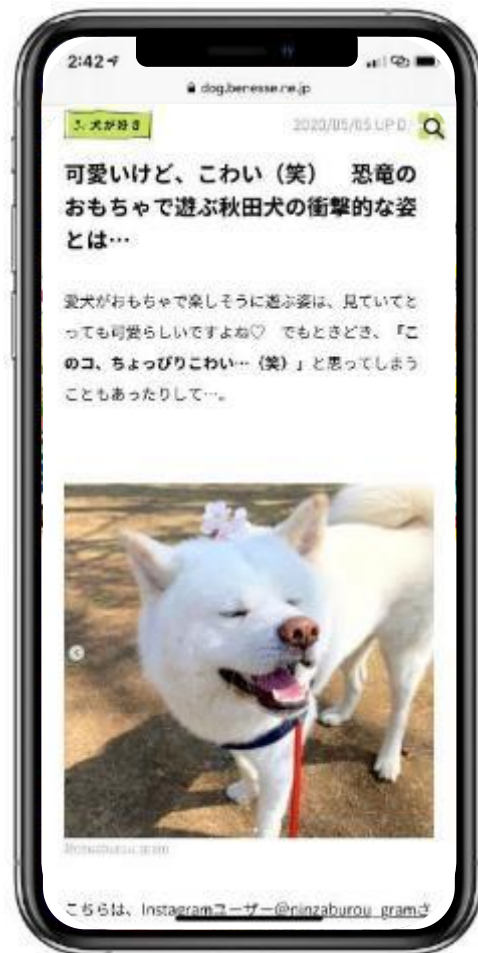 2:42
dog.benesse.ne.jp
犬が好き
2020/05/05 UP D
可愛いけど、こわい（笑）　恐竜の
おもちゃで遊ぶ秋田犬の衝撃的な姿
とは…
愛犬がおもちゃで楽しそうに遊ぶ姿は、見ていてと
っても可愛らしいですよね♡　でもときどき、「こ
のコ、ちょっぴりこわい…（笑）」と思ってしまう
こともあったりして…。
@ninzaburou_gram
こちらは、Instagramユーザー@ninzaburou_gramさ